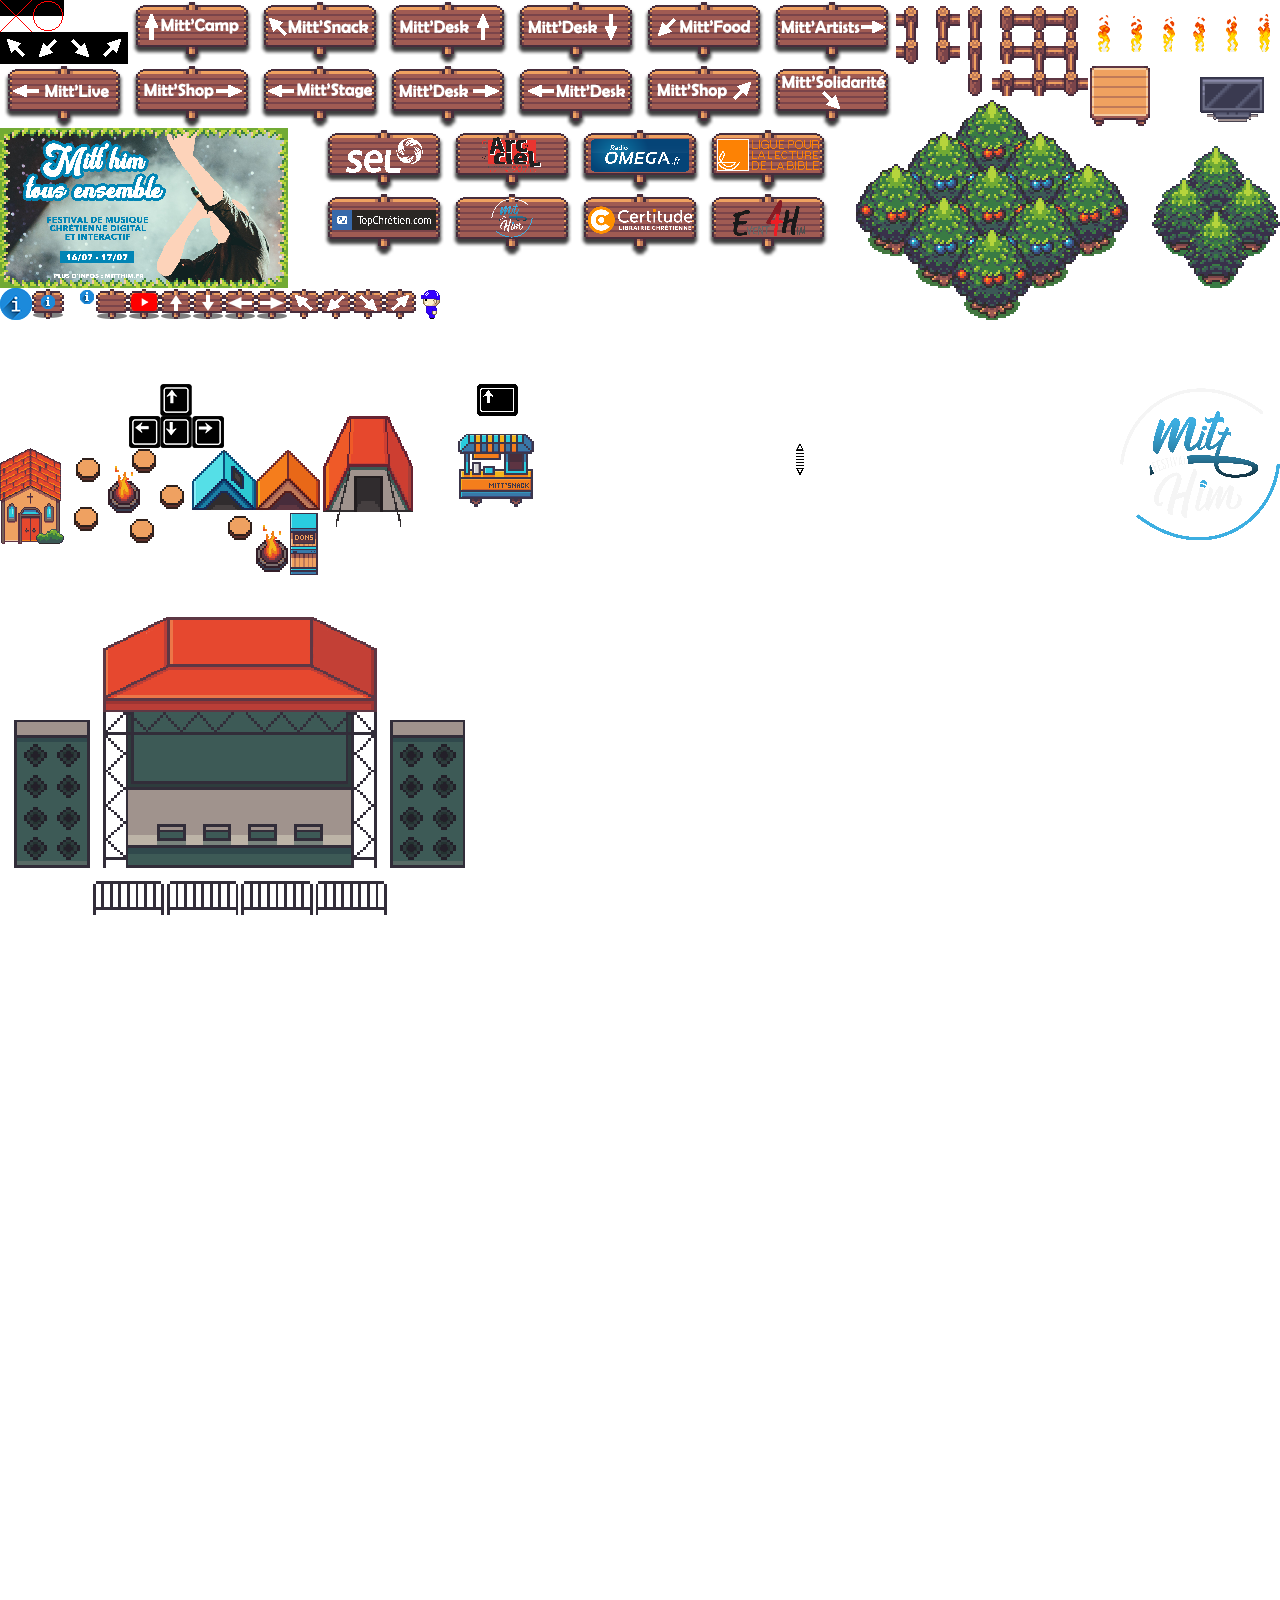 Mitt'Camp
Mitt'Snack
Mitt'Desk
Mitt'Desk
Mitt'Food
Mitt'Artists
Mitt'Live
Mitt'Shop
Mitt'Stage
Mitt'Desk
Mitt'Desk
Mitt'Shop
Mitt'Solidarité
Mitt him
tous ensemble
FESTIVAL DE MUSIQUE
CHRÉTIENNE DIGITAL
ET INTERACTIF
16/07 - 17/07
PLUS D'INFOS : MITTHIM.FR
SEL
Arc
ciel
Radio
OMEGA.fr
LIGUE POUR
LA LECTURE
DE LA BIBLE
TopChrétien.com
Mitt
Him
Certitude
LIBRAIRIE CHRÉTIENNE
E4H
i
i
i
Mitt
Him
MITT'SNACK
DONS